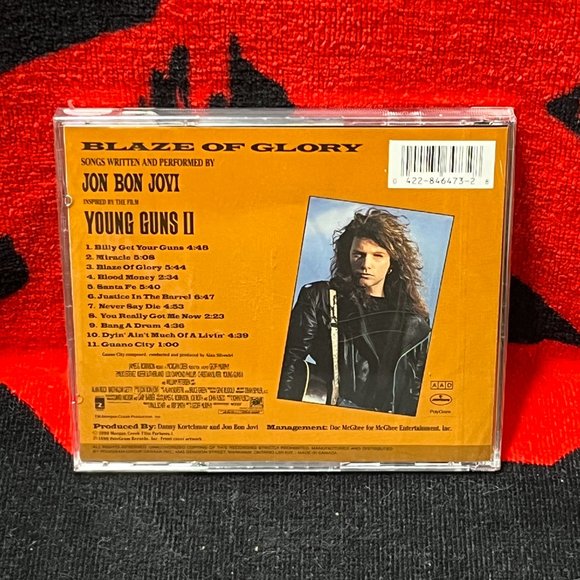 BLAZE OF GLORY
SONGS WRITTEN AND PERFORMED BY
JON BON JOVI
INSPIRED BY THE FILM
YOUNG GUNS II
1. Billy Get Your Guns 4:48
2. Miracle 5:08
3. Blaze Of Glory 5:44
4. Blood Money 2:34
5. Santa Fe 5:40
6. Justice In The Barrel 6:47
7. Never Say Die 4:53
8. You Really Got Me Now 2:23
9. Bang A Drum 4:36
10. Dyin' Ain't Much Of A Livin' 4:39
11. Guano City 1:00
Guano City composed, conducted and produced by Alan Silvestri
0 422-846473-2 8
AAD
PolyGram
Produced By: Danny Kortchmar and Jon Bon Jovi
Management: Doc McGhee for McGhee Entertainment, Inc.